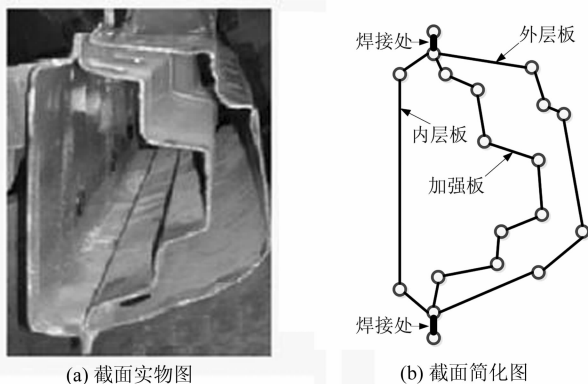 焊接处
外层板
内层板
加强板
焊接处
(a) 截面实物图
(b) 截面简化图